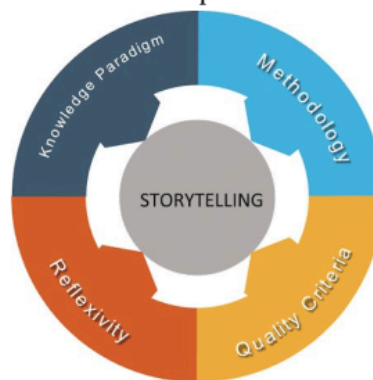 Knowledge Paradigm
Methodology
STORYTELLING
Reflexivity
Quality Criteria